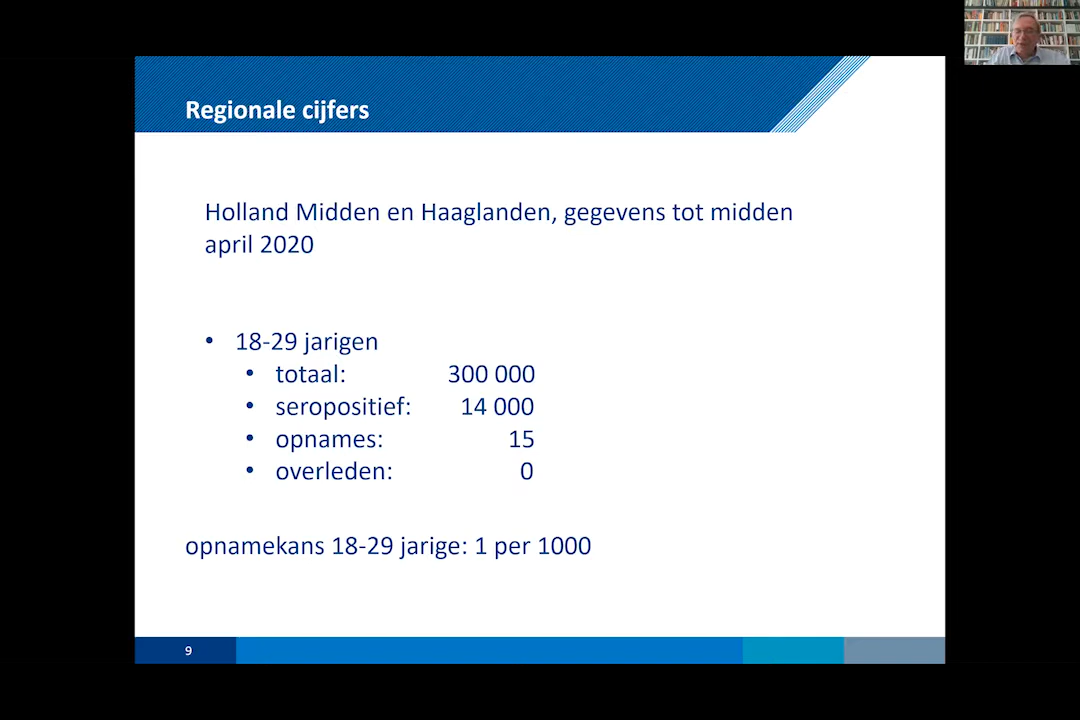 Regionale cijfers
Holland Midden en Haaglanden, gegevens tot midden
april 2020
• 18-29 jarigen
• totaal: 300 000
• seropositief: 14 000
• opnames: 15
• overleden: 0
opnamekans 18-29 jarige: 1 per 1000
9